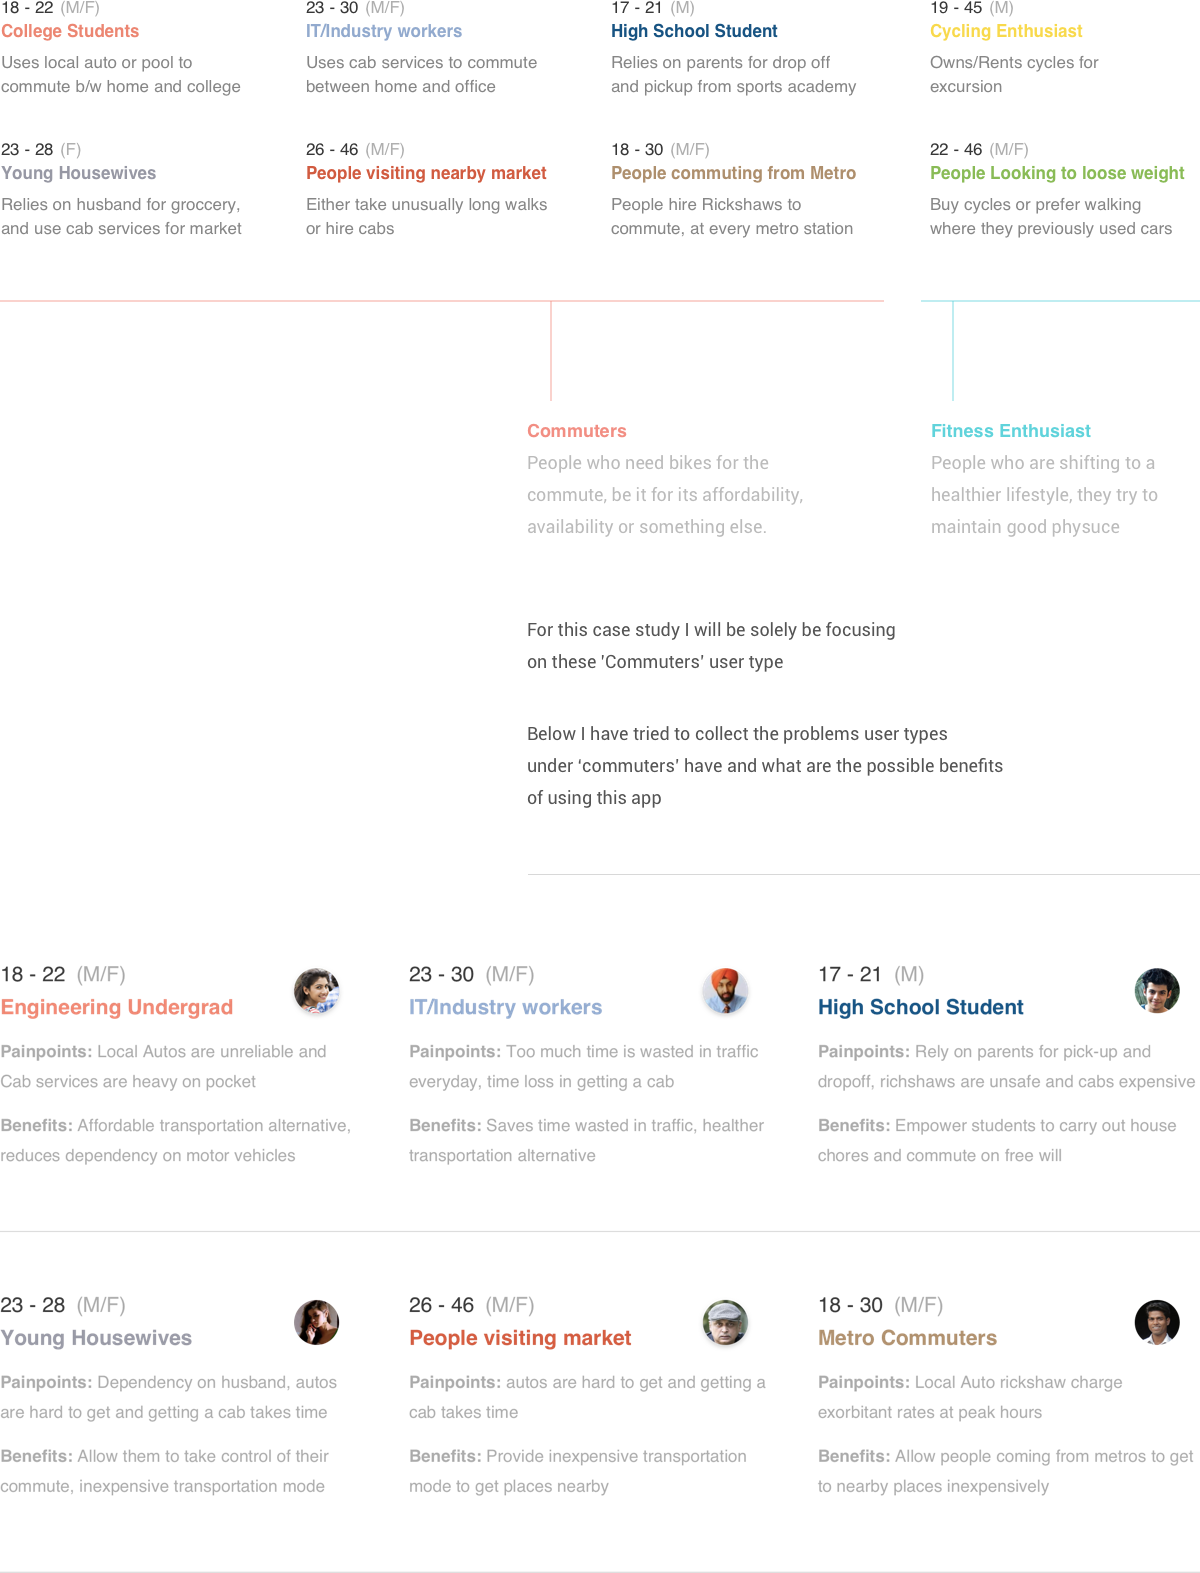 18 - 22 (M/F)
College Students
Uses local auto or pool to
commute b/w home and college
23 - 30 (M/F)
IT/Industry workers
Uses cab services to commute
between home and office
17 - 21 (M)
High School Student
Relies on parents for drop off
and pickup from sports academy
19 - 45 (M)
Cycling Enthusiast
Owns/Rents cycles for
excursion
23 - 28 (F)
Young Housewives
Relies on husband for groccery,
and use cab services for market
26 - 46 (M/F)
People visiting nearby market
Either take unusually long walks
or hire cabs
18 - 30 (M/F)
People commuting from Metro
People hire Rickshaws to
commute, at every metro station
22 - 46 (M/F)
People Looking to loose weight
Buy cycles or prefer walking
where they previously used cars
Commuters
People who need bikes for the
commute, be it for its affordability,
availability or something else.
Fitness Enthusiast
People who are shifting to a
healthier lifestyle, they try to
maintain good physuce
For this case study I will be solely be focusing
on these 'Commuters' user type
Below I have tried to collect the problems user types
under ‘commuters’ have and what are the possible benefits
of using this app
18 - 22 (M/F)
Engineering Undergrad
Painpoints: Local Autos are unreliable and
Cab services are heavy on pocket
Benefits: Affordable transportation alternative,
reduces dependency on motor vehicles
23 - 30 (M/F)
IT/Industry workers
Painpoints: Too much time is wasted in traffic
everyday, time loss in getting a cab
Benefits: Saves time wasted in traffic, healther
transportation alternative
17 - 21 (M)
High School Student
Painpoints: Rely on parents for pick-up and
dropoff, richshaws are unsafe and cabs expensive
Benefits: Empower students to carry out house
chores and commute on free will
23 - 28 (M/F)
Young Housewives
Painpoints: Dependency on husband, autos
are hard to get and getting a cab takes time
Benefits: Allow them to take control of their
commute, inexpensive transportation mode
26 - 46 (M/F)
People visiting market
Painpoints: autos are hard to get and getting a
cab takes time
Benefits: Provide inexpensive transportation
mode to get places nearby
18 - 30 (M/F)
Metro Commuters
Painpoints: Local Auto rickshaw charge
exorbitant rates at peak hours
Benefits: Allow people coming from metros to get
to nearby places inexpensively